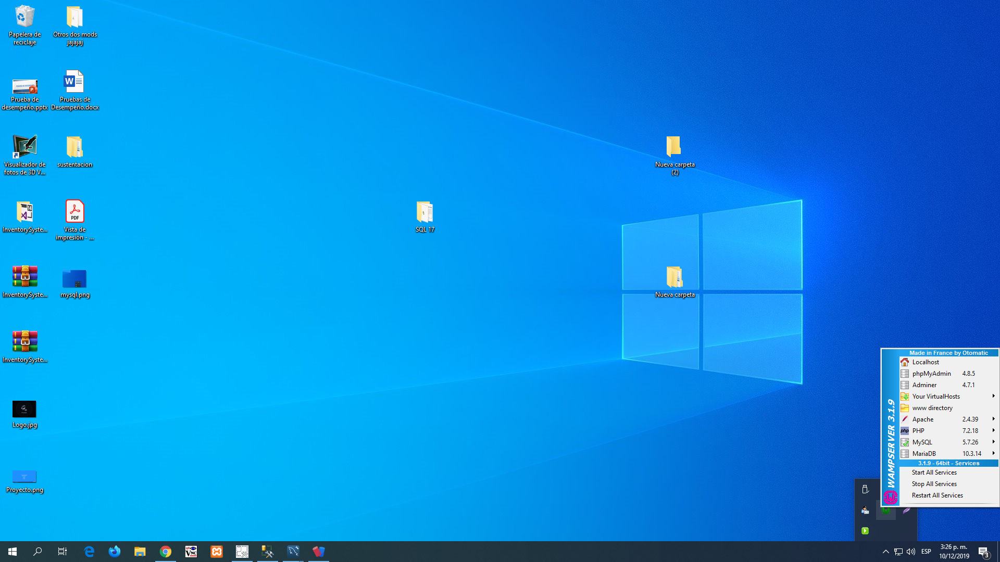 Papelera de
reciclaje
Otros dos mods
jajajaj
Prueba de
desempeño.pptx
Pruebas de
Desempeño.docx
Visualizador de
fotos de 3D V...
sustentacion
Nueva carpeta
(2)
InventorySyste...
Vista de
impresión - ...
SQL 17
InventorySyste...
mysql.png
Nueva carpeta
InventorySyste...
Logo.jpg
Proyecto.png
WAMPSERVER 3.1.9
Made in France by Otomatic
Localhost
phpMyAdmin 4.8.5
Adminer 4.7.1
Your VirtualHosts
www directory
Apache 2.4.39
php PHP 7.2.18
MySQL 5.7.26
MariaDB 10.3.14
3.1.9 - 64bit - Services
Start All Services
Stop All Services
Restart All Services
ESP
3:26 p. m.
10/12/2019
3